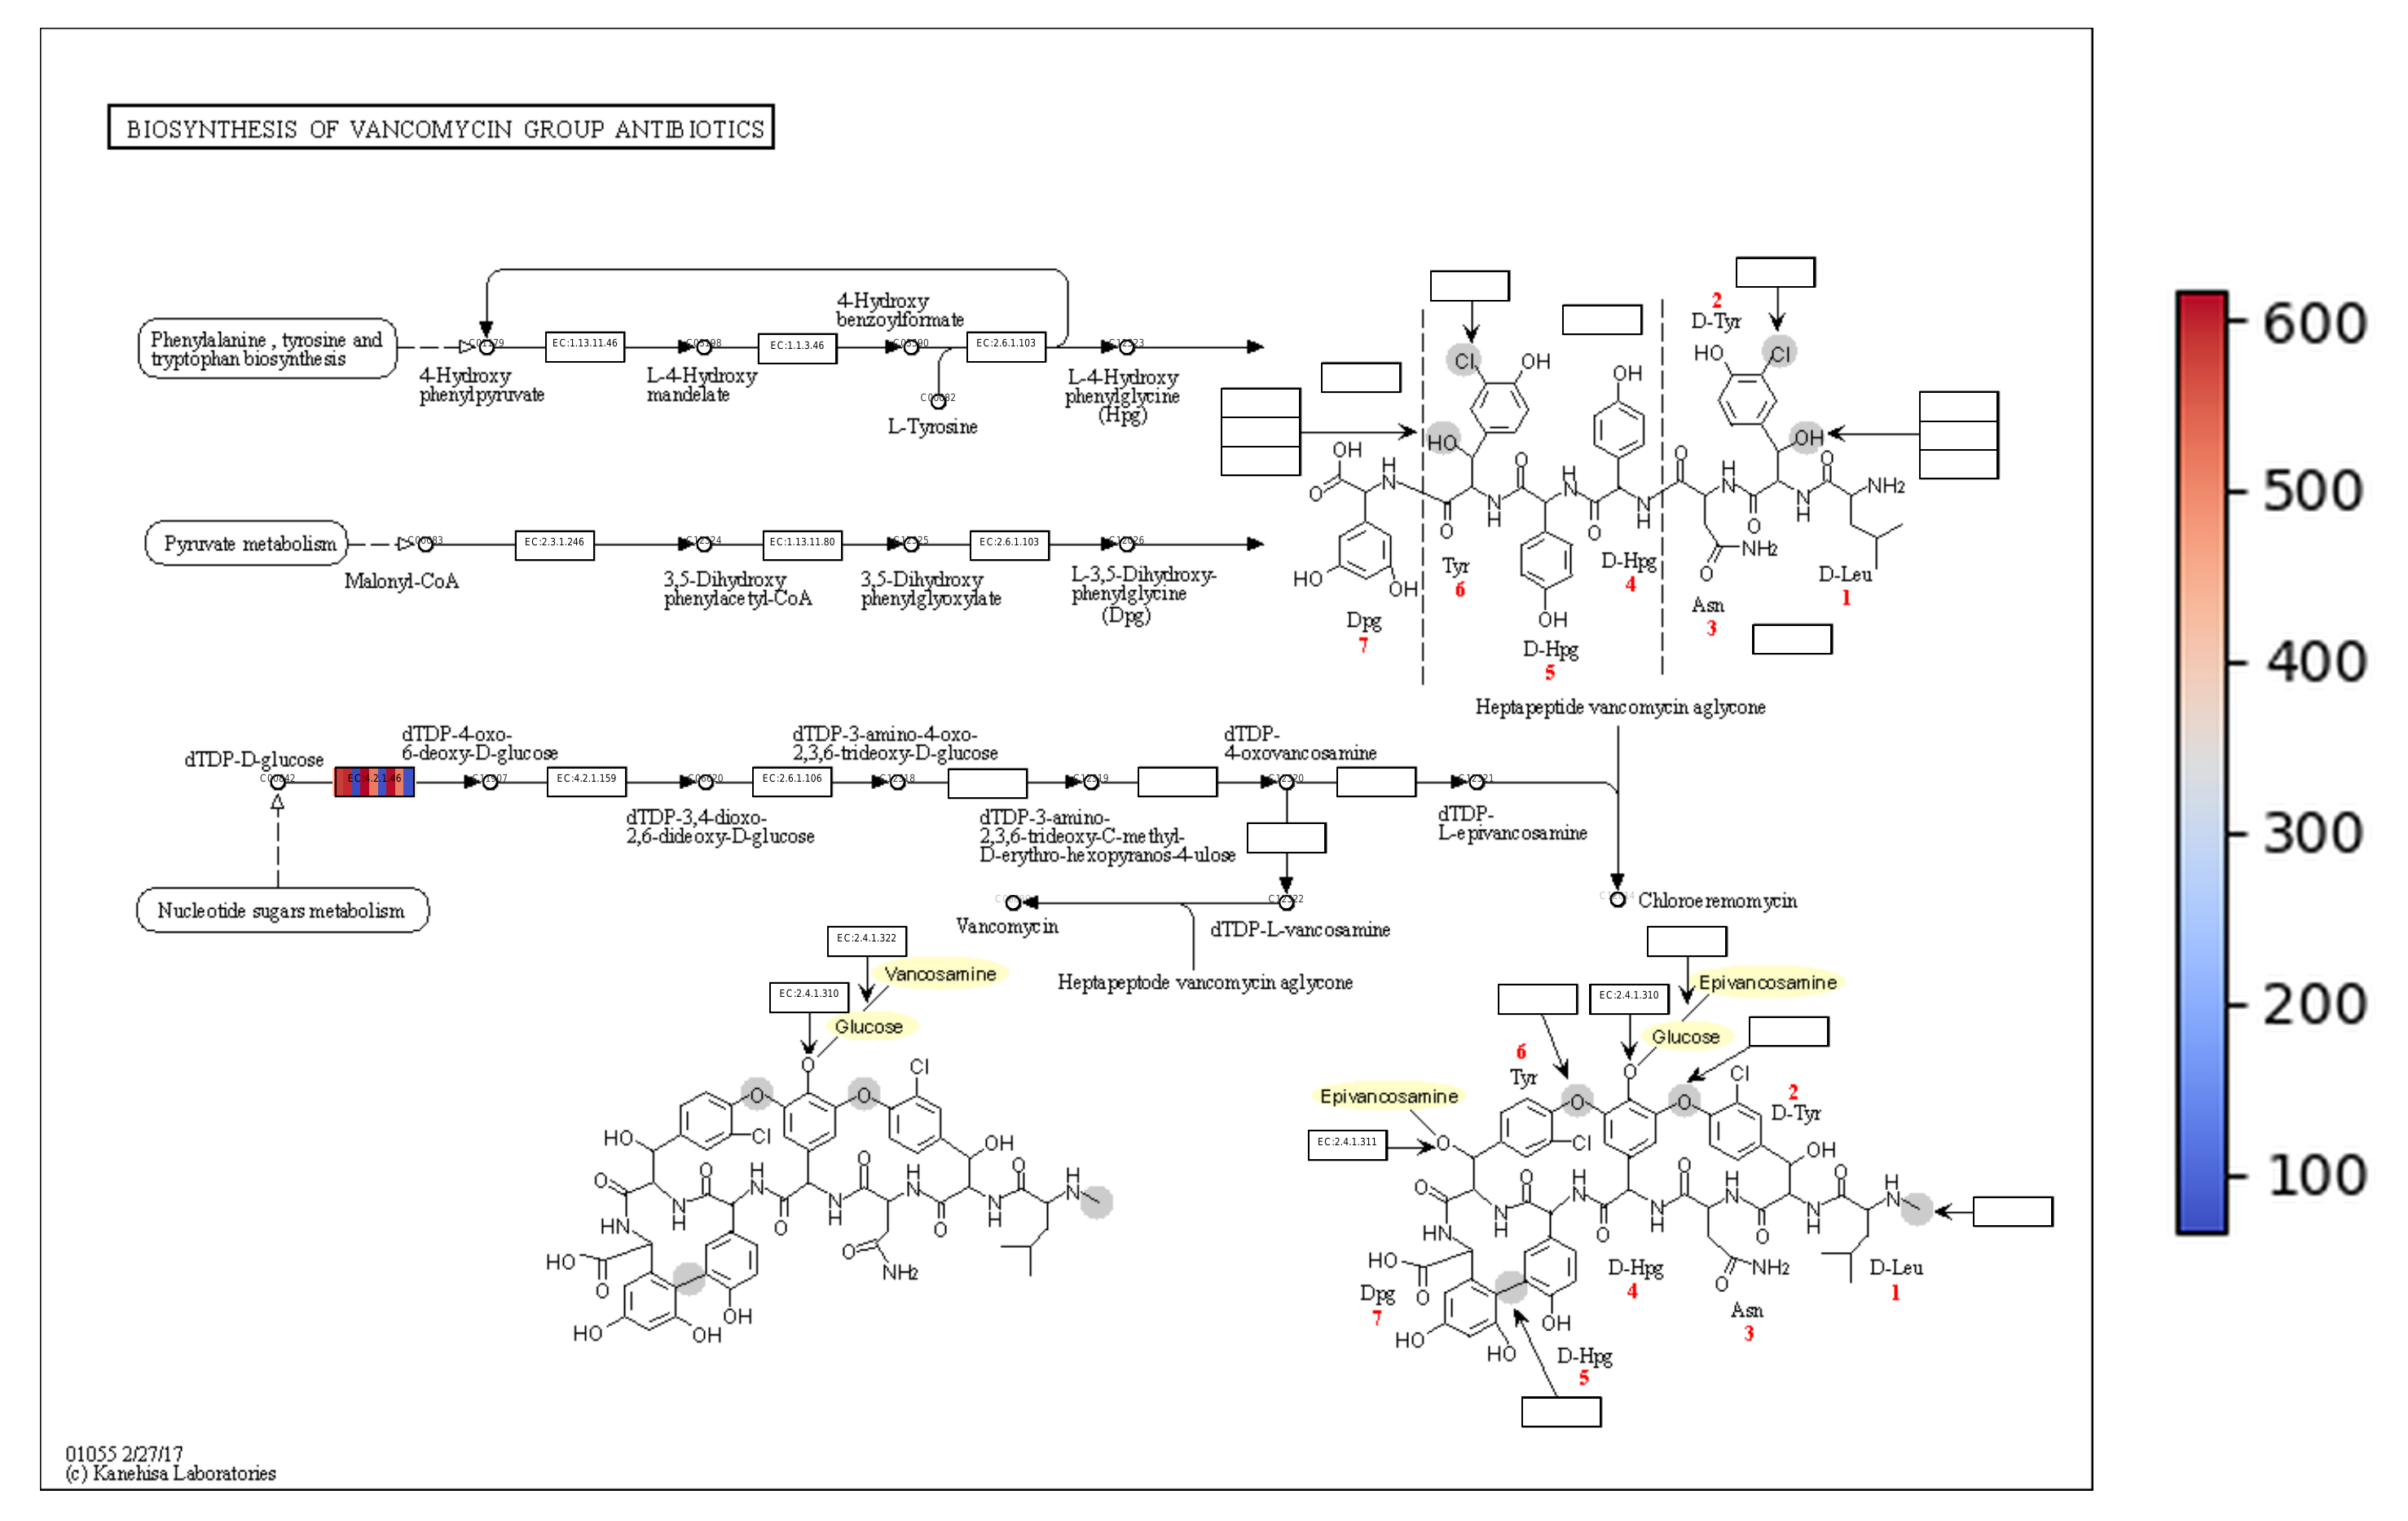 BIOSYNTHESIS OF VANCOMYCIN GROUP ANTIBIOTICS
Phenylalanine , tyrosine and
tryptophan biosynthesis
4-Hydroxy
phenylpyruvate
EC:1.13.11.46
L-4-Hydroxy
mandelate
EC:1.1.3.46
4-Hydroxy
benzoylformate
L-Tyrosine
EC:2.6.1.103
L-4-Hydroxy
phenylglycine
(Hpg)
Pyruvate metabolism
Malonyl-CoA
EC:2.3.1.246
3,5-Dihydroxy
phenylacetyl-CoA
EC:1.13.11.80
3,5-Dihydroxy
phenylglyoxylate
EC:2.6.1.103
L-3,5-Dihydroxy-
phenylglycine
(Dpg)
2
D-Tyr
Cl
OH
OH
HO
Cl
HO
OH
OH
O
H
N
O
N
H
O
H
N
O
N
H
O
H
N
O
N
H
O
NH2
HO
OH
OH
O
NH2
Dpg
7
Tyr
6
D-Hpg
5
D-Hpg
4
Asn
3
D-Leu
1
Heptapeptide vancomycin aglycone
dTDP-D-glucose
EC:4.2.1.46
dTDP-4-oxo-
6-deoxy-D-glucose
EC:4.2.1.159
dTDP-3,4-dioxo-
2,6-dideoxy-D-glucose
dTDP-3-amino-4-oxo-
2,3,6-trideoxy-D-glucose
EC:2.6.1.106
dTDP-3-amino-
2,3,6-trideoxy-C-methyl-
D-erythro-hexopyranos-4-ulose
dTDP-
4-oxovancosamine
dTDP-
L-epivancosamine
Nucleotide sugars metabolism
Vancomycin
dTDP-L-vancosamine
Chloroeremomycin
Heptapeptode vancomycin aglycone
EC:2.4.1.322
Vancosamine
EC:2.4.1.310
Glucose
O
O
O
Cl
HO
Cl
OH
O
O
H
N
O
H
N
O
H
N
N
H
O
N
H
O
N
H
HN
HO
O
O
NH2
OH
HO
OH
EC:2.4.1.310
Epivancosamine
Glucose
6
Tyr
2
D-Tyr
Epivancosamine
EC:2.4.1.311
O
O
O
O
Cl
Cl
OH
O
O
H
N
O
H
N
O
H
N
N
H
O
N
H
O
N
H
HN
HO
O
O
NH2
OH
HO
HO
Dpg
7
D-Hpg
4
D-Leu
1
Asn
3
D-Hpg
5
01055 2/27/17
(c) Kanehisa Laboratories
600
500
400
300
200
100